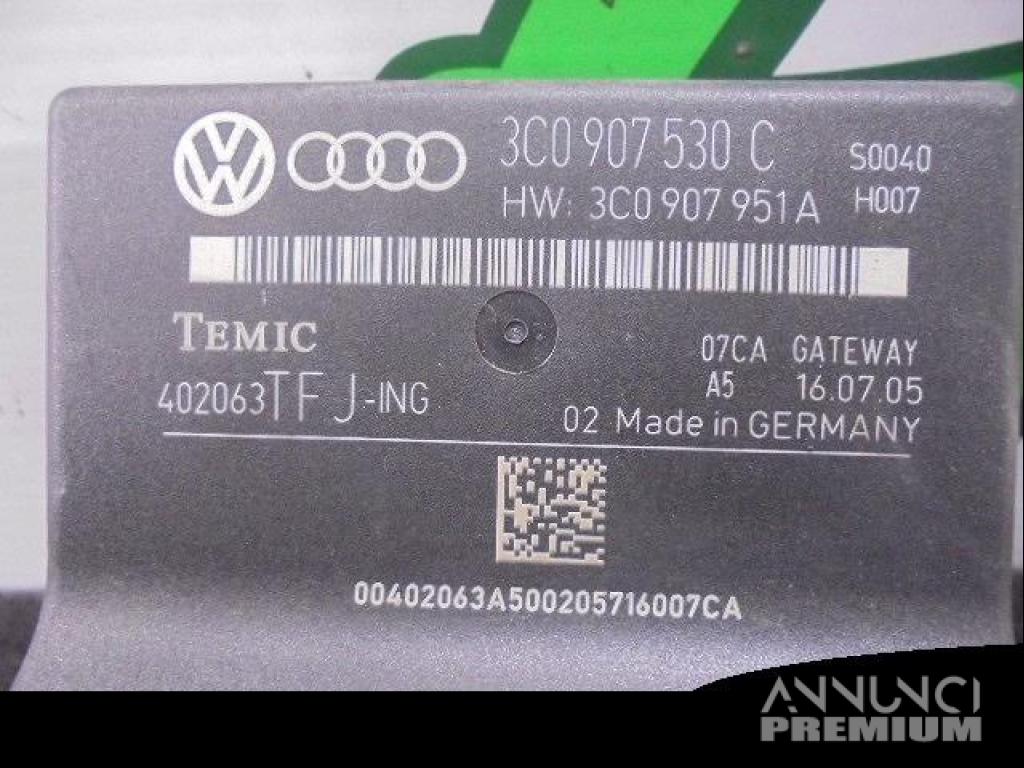 3C0 907 530 C S0040
HW: 3C0 907 951 A H007
TEMIC
07CA GATEWAY
402063TFJ-ING A5 16.07.05
02 Made in GERMANY
00402063A500205716007CA
ANNUNCI
PREMIUM